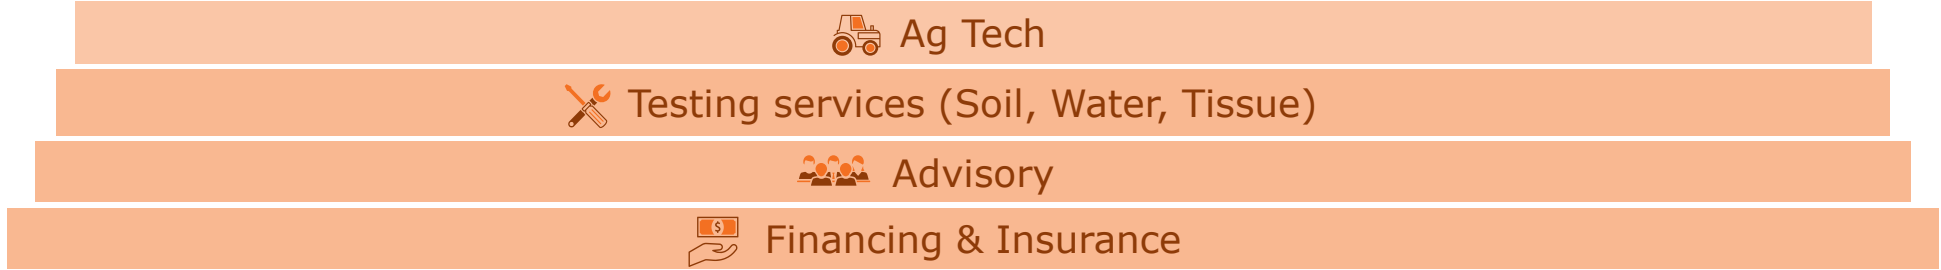 Ag Tech
Testing services (Soil, Water, Tissue)
Advisory
$ Financing & Insurance